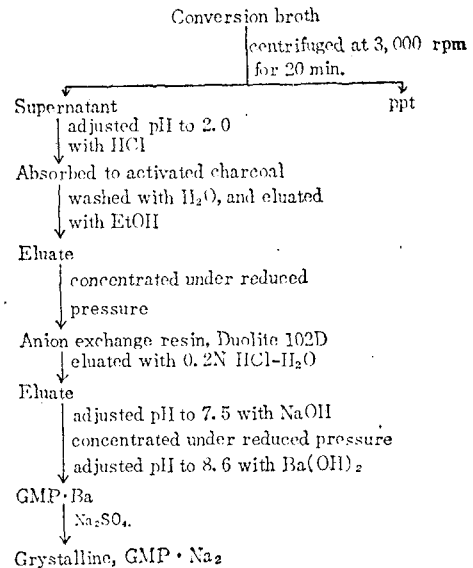 Conversion broth
centrifuged at 3,000 rpm
for 20 min.
Supernatant ppt
adjusted pH to 2.0
with HCl
Absorbed to activated charcoal
washed with H₂O, and eluated
with EtOH
Eluate
concentrated under reduced
pressure
Anion exchange resin, Duolite 102D
eluated with 0.2N HCl-H₂O
Eluate
adjusted pH to 7.5 with NaOH
concentrated under reduced pressure
adjusted pH to 8.6 with Ba(OH)₂
GMP·Ba
Na₂SO₄.
Grystalline, GMP·Na₂